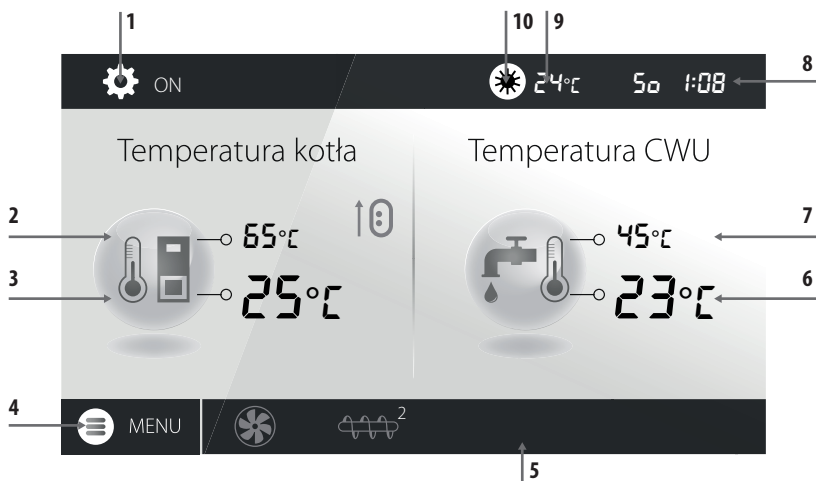 1 10 9
8
ON 24°C So 1:08
Temperatura kotła Temperatura CWU
2 65°C 45°C 7
3 25°C 23°C 6
4 MENU 2
5